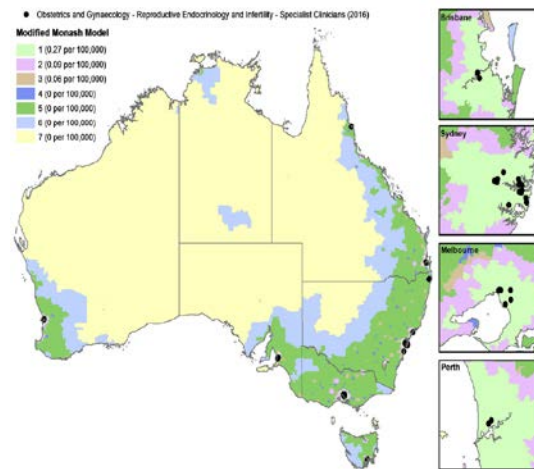 Obstetrics and Gynaecology - Reproductive Endocrinology and Infertility - Specialist Clinicians (2016)
Modified Monash Model
1 (0.27 per 100,000)
2 (0.09 per 100,000)
3 (0.06 per 100,000)
4 (0 per 100,000)
5 (0 per 100,000)
6 (0 per 100,000)
7 (0 per 100,000)
Brisbane
Sydney
Melbourne
Perth